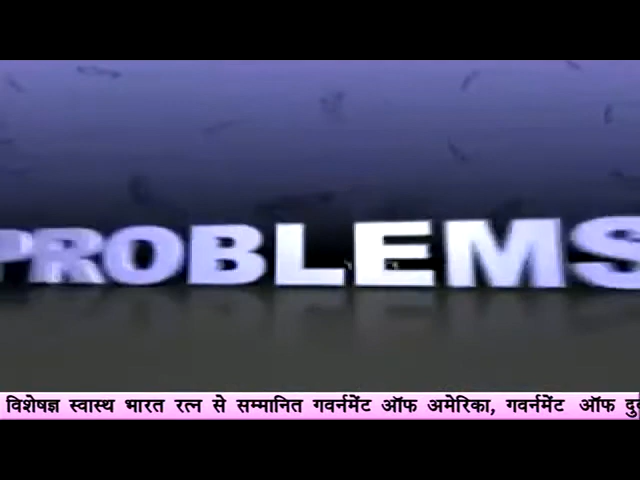 PROBLEMS
विशेषज्ञ स्वास्थ भारत रत्न से सम्मानित गवर्नमेंट ऑफ अमेरिका, गवर्नमेंट ऑफ